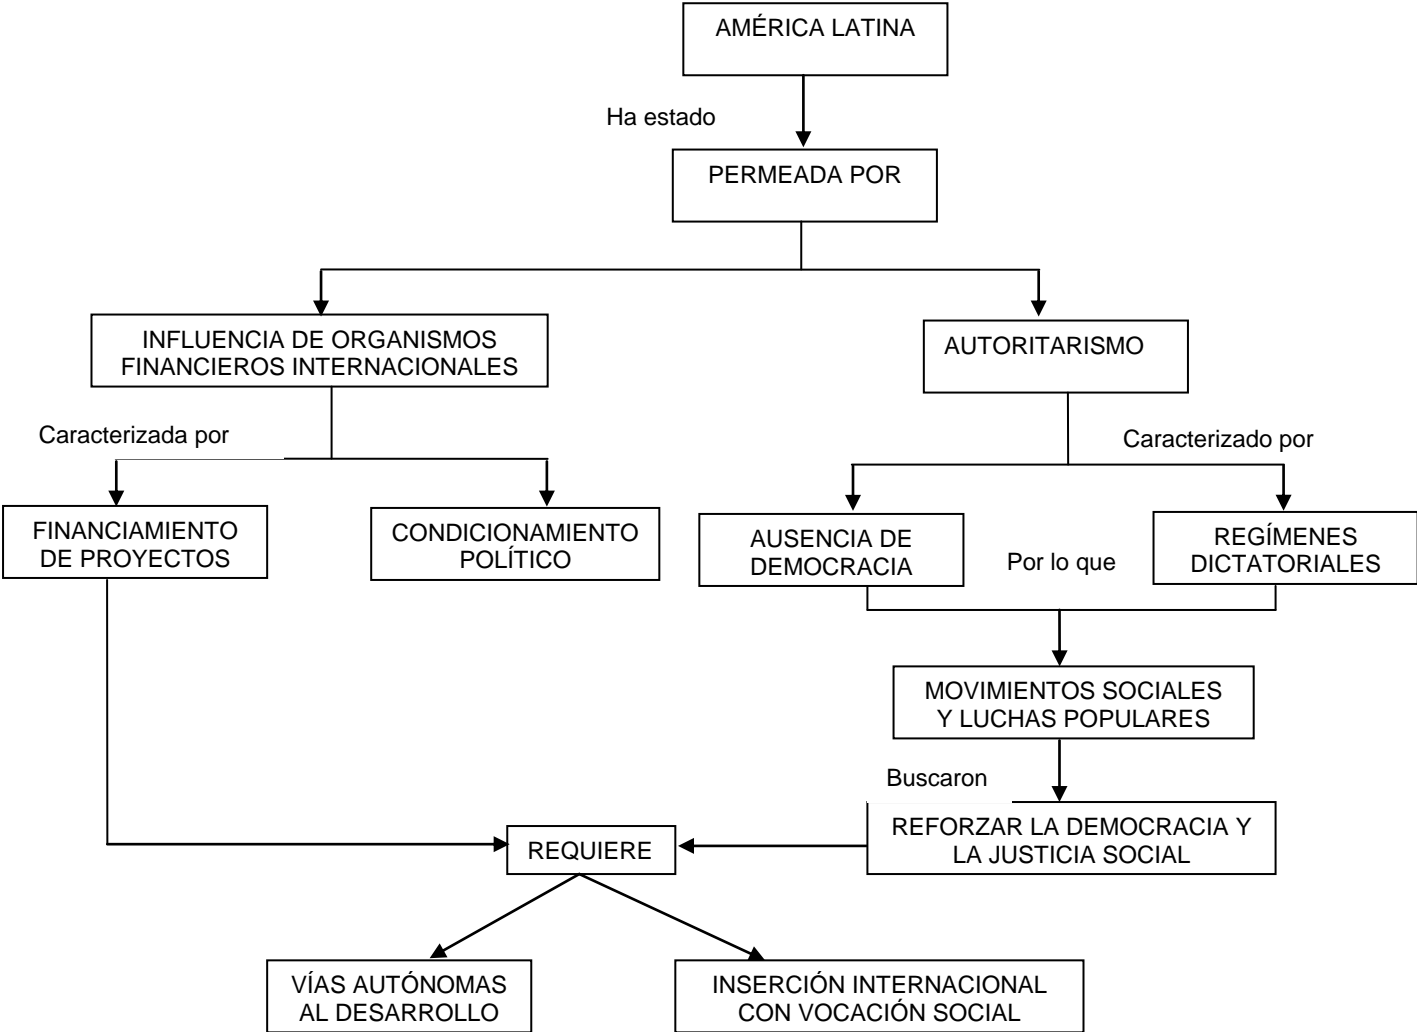 AMÉRICA LATINA
Ha estado
PERMEADA POR
INFLUENCIA DE ORGANISMOS
FINANCIEROS INTERNACIONALES
AUTORITARISMO
Caracterizada por
Caracterizado por
FINANCIAMIENTO
DE PROYECTOS
CONDICIONAMIENTO
POLÍTICO
AUSENCIA DE
DEMOCRACIA
Por lo que
REGÍMENES
DICTATORIALES
MOVIMIENTOS SOCIALES
Y LUCHAS POPULARES
Buscaron
REFORZAR LA DEMOCRACIA Y
LA JUSTICIA SOCIAL
REQUIERE
VÍAS AUTÓNOMAS
AL DESARROLLO
INSERCIÓN INTERNACIONAL
CON VOCACIÓN SOCIAL